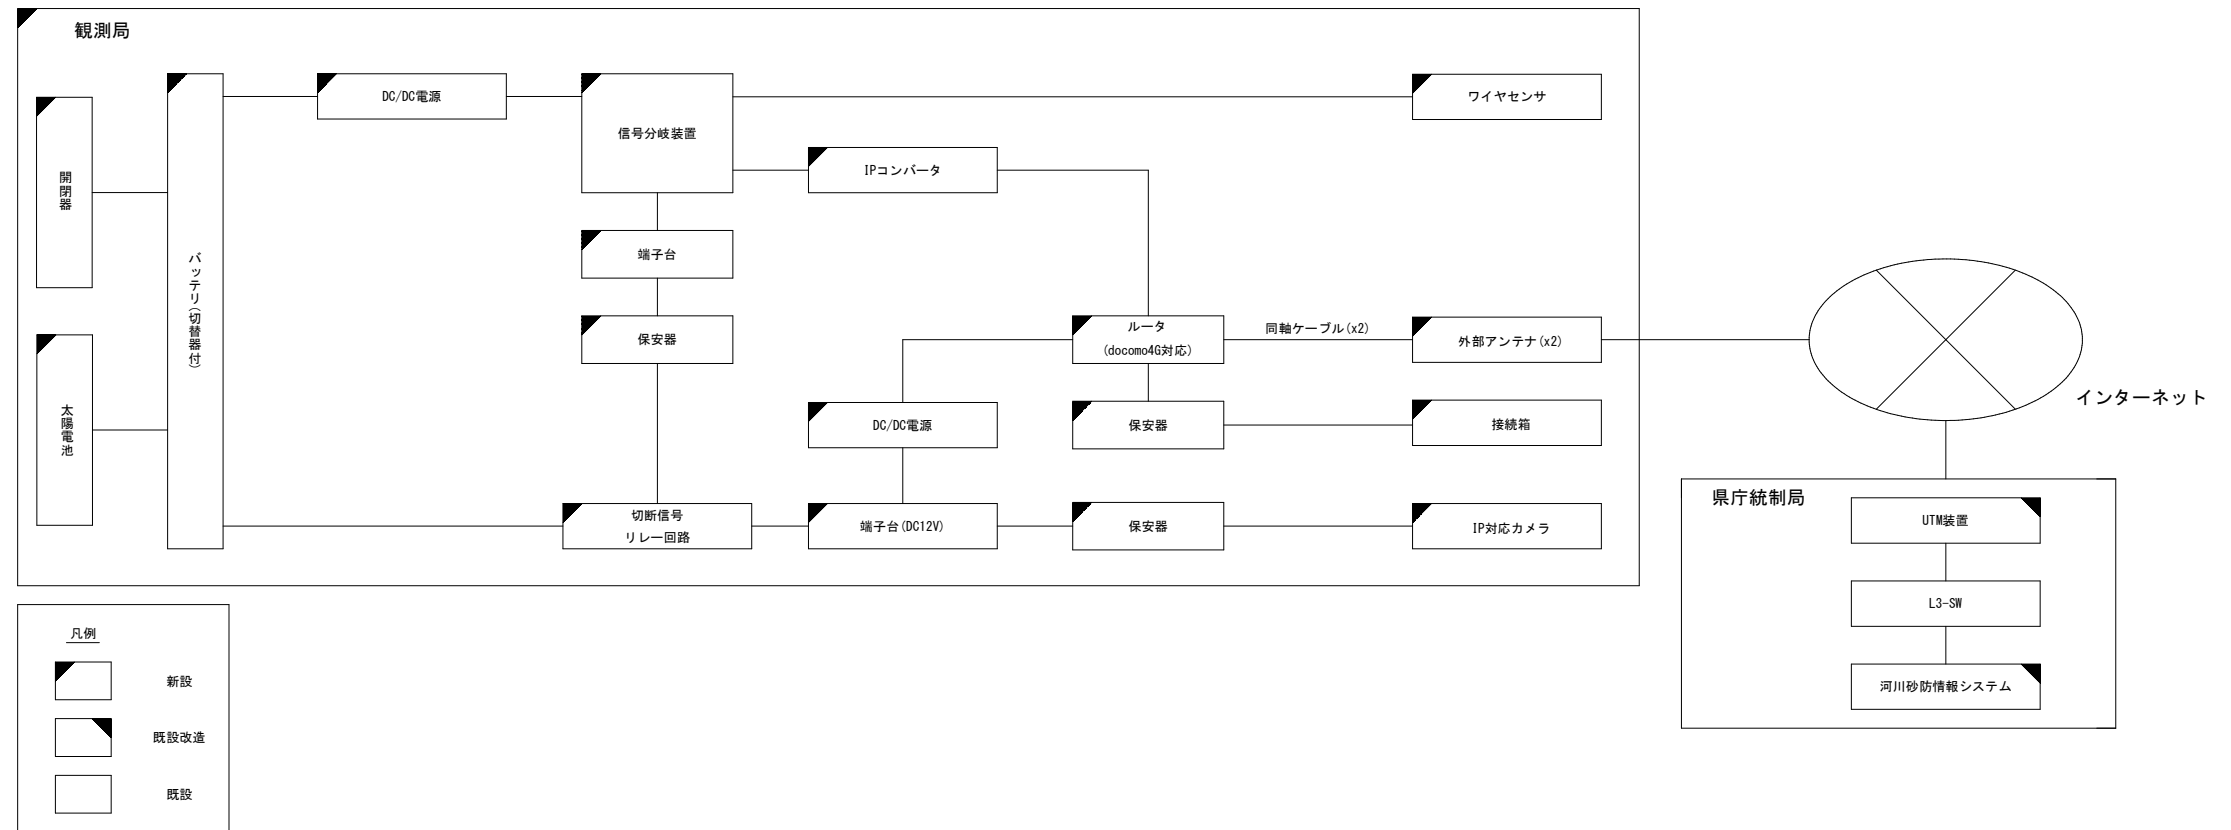 観測局
DC/DC電源
ワイヤセンサ
信号分岐装置
IPコンバータ
開閉器
端子台
バッテリ(切替器付)
ルータ
(docomo4G対応)
同軸ケーブル(x2)
外部アンテナ(x2)
保安器
インターネット
太陽電池
DC/DC電源
保安器
接続箱
県庁統制局
切断信号
リレー回路
端子台(DC12V)
保安器
IP対応カメラ
UTM装置
L3-SW
河川砂防情報システム
凡例
新設
既設改造
既設